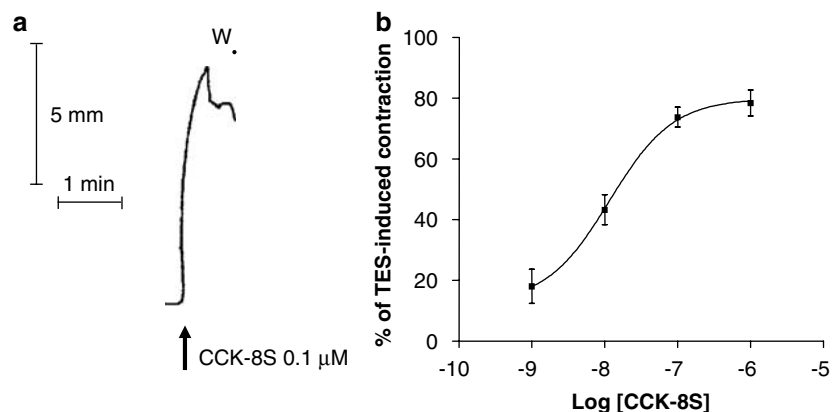 a
W
5 mm
1 min
CCK-8S 0.1 μM
b
% of TES-induced contraction
100
80
60
40
20
0
-10 -9 -8 -7 -6 -5
Log [CCK-8S]